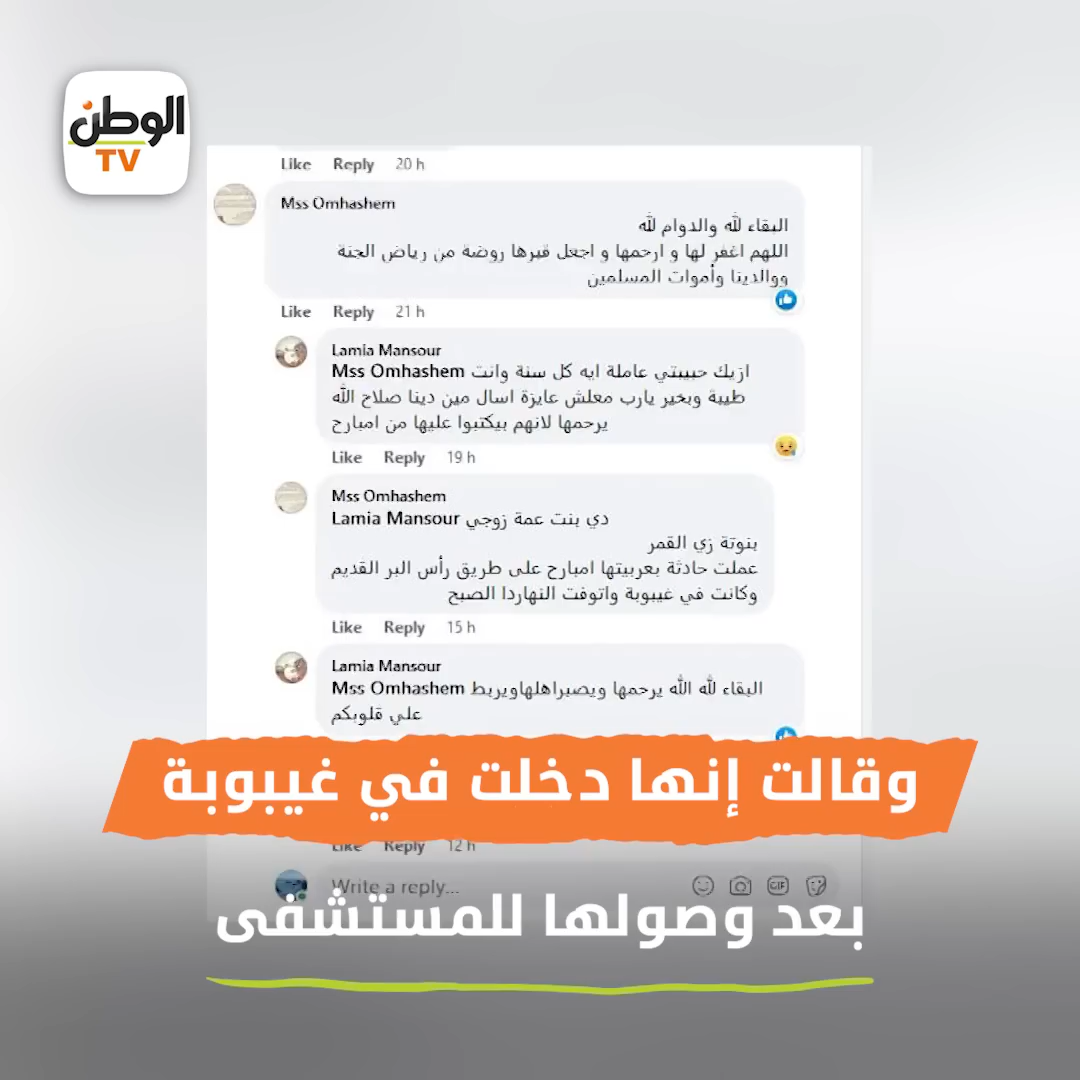 الوطن
TV
Like Reply 20 h
Mss Omhashem
البقاء لله والدوام لله
اللهم اغفر لها و ارحمها و اجعل قبرها روضة من رياض الجنة
ووالدينا وأموات المسلمين
Like Reply 21 h
Lamia Mansour
Mss Omhashem ازيك حبيبتي عاملة ايه كل سنة وانت
طيبة وبخير يارب معلش عايزة اسال مين دينا صلاح الله
يرحمها لانهم بيكتبوا عليها من امبارح
Like Reply 19 h
Mss Omhashem
Lamia Mansour دي بنت عمة زوجي
بنوتة زي القمر
عملت حادثة بعربيتها امبارح على طريق رأس البر القديم
وكانت في غيبوبة واتوفت النهاردا الصبح
Like Reply 15 h
Lamia Mansour
Mss Omhashem البقاء لله الله يرحمها ويصبراهلهاويربط
علي قلوبكم
وقالت إنها دخلت في غيبوبة
Like Reply 12 h
Write a reply...
GIF
بعد وصولها للمستشفى